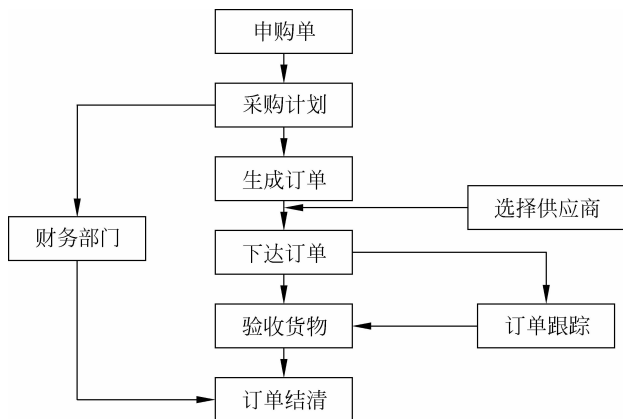 申购单
采购计划
生成订单
选择供应商
财务部门
下达订单
验收货物
订单跟踪
订单结清